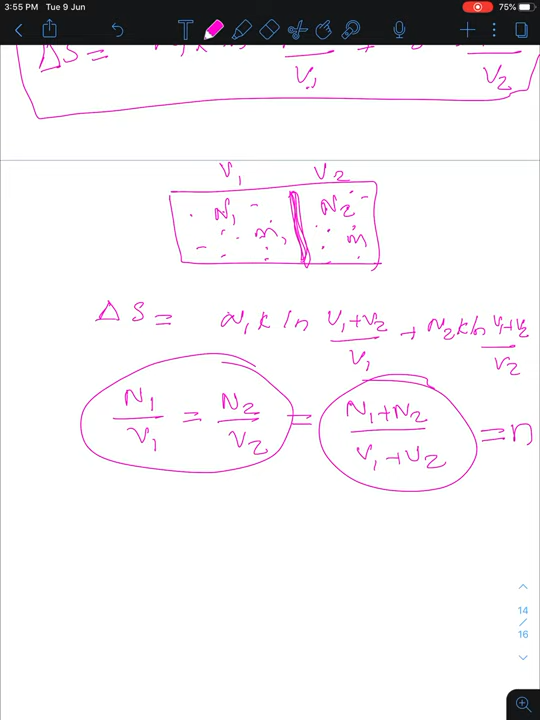 3:55 PM Tue 9 Jun
75%
T
ΔS =
V1
+
V2
V1 V2
N1 N2
m, m
ΔS = N1 k ln V1+V2/V1 + N2 k ln V1+V2/V2
N1/V1 = N2/V2 = N1+N2/V1+V2 = n
14
/
16